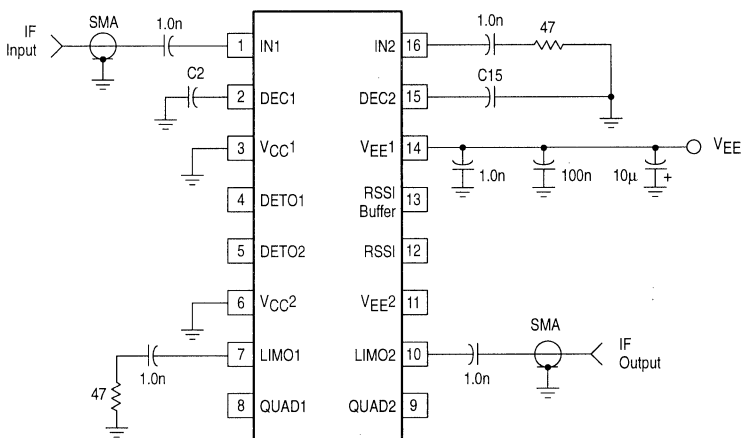 IF
Input
SMA
1.0n
1 IN1
IN2 16
1.0n
47
C2
2 DEC1
DEC2 15
C15
3 VCC1
VEE1 14
VEE
1.0n
100n
10μ
+
4 DETO1
RSSI
Buffer
13
5 DETO2
RSSI 12
6 VCC2
VEE2 11
SMA
7 LIMO1
LIMO2 10
IF
Output
1.0n
1.0n
47
8 QUAD1
QUAD2 9